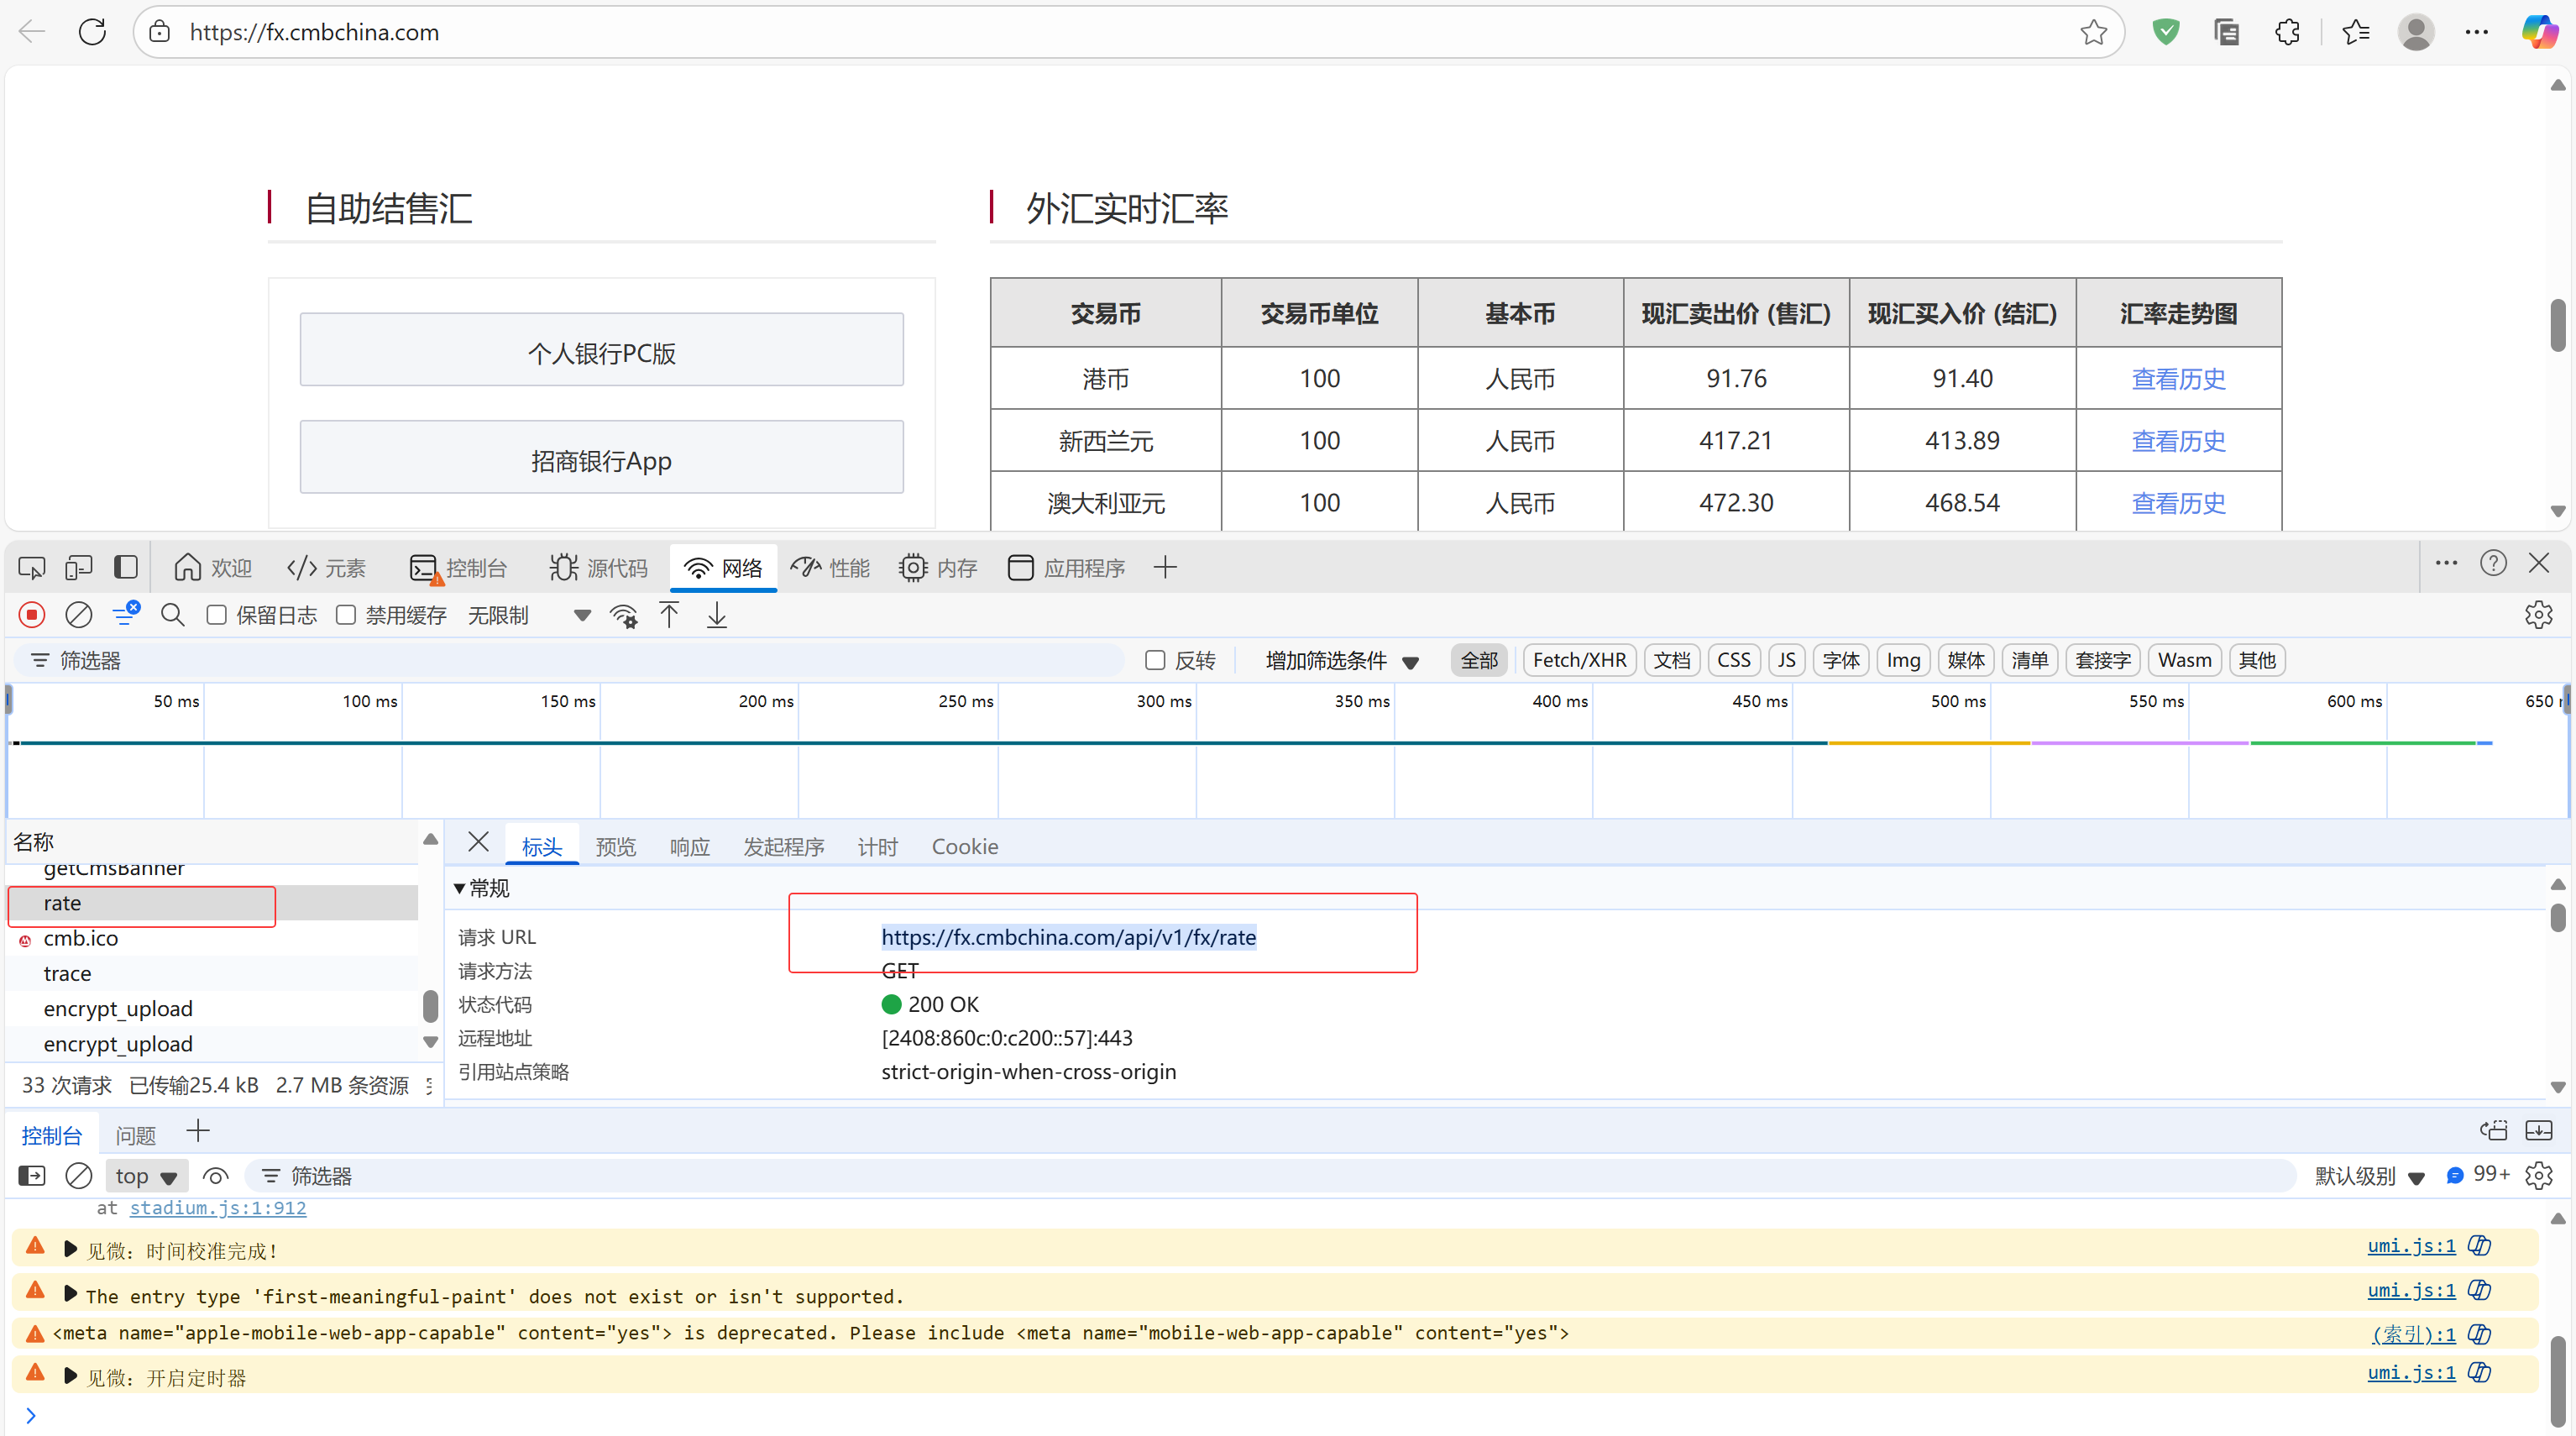 https://fx.cmbchina.com
自助结售汇
个人银行PC版
招商银行App
外汇实时汇率
交易币 交易币单位 基本币 现汇卖出价 (售汇) 现汇买入价 (结汇) 汇率走势图
港币 100 人民币 91.76 91.40 查看历史
新西兰元 100 人民币 417.21 413.89 查看历史
澳大利亚元 100 人民币 472.30 468.54 查看历史
欢迎 元素 控制台 源代码 网络 性能 内存 应用程序
保留日志 禁用缓存 无限制
筛选器 反转 增加筛选条件 全部 Fetch/XHR 文档 CSS JS 字体 Img 媒体 清单 套接字 Wasm 其他
50 ms 100 ms 150 ms 200 ms 250 ms 300 ms 350 ms 400 ms 450 ms 500 ms 550 ms 600 ms 650
名称
getCmsBanner
rate
cmb.ico
trace
encrypt_upload
encrypt_upload
33 次请求 已传输25.4 kB 2.7 MB 条资源
标头 预览 响应 发起程序 计时 Cookie
常规
请求 URL https://fx.cmbchina.com/api/v1/fx/rate
请求方法 GET
状态代码 200 OK
远程地址 [2408:860c:0:c200::57]:443
引用站点策略 strict-origin-when-cross-origin
控制台 问题
top 筛选器 默认级别 99+
at stadium.js:1:912
见微: 时间校准完成! umi.js:1
The entry type 'first-meaningful-paint' does not exist or isn't supported. umi.js:1
<meta name="apple-mobile-web-app-capable" content="yes"> is deprecated. Please include <meta name="mobile-web-app-capable" content="yes"> (索引):1
见微: 开启定时器 umi.js:1